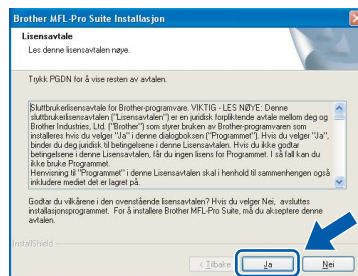 Brother MFL-Pro Suite Installasjon
Lisensavtale
Les denne lisensavtalen nøye.
Trykk PGDN for å vise resten av avtalen.
Sluttbrukerlisensavtale for Brother-programvare. VIKTIG - LES NØYE: Denne
sluttbrukerlisensavtalen ("Lisensavtalen") er en juridisk forpliktende avtale mellom deg og
Brother Industries, Ltd. ("Brother") som styrer bruken av Brother-programvaren som
installeres hvis du velger "Ja" i denne dialogboksen ("Programmet"). Hvis du velger "Ja",
binder du deg juridisk til betingelsene i denne Lisensavtalen. Hvis du ikke godtar
betingelsene i denne Lisensavtalen, får du ingen lisens for Programmet. I så fall kan du
ikke bruke Programmet.
Henvisning til "Programmet" i denne Lisensavtalen skal i henhold til sammenhengen også
inkludere mediet det er lagret på.
Godtar du vilkårene i den ovenstående lisensavtalen? Hvis du velger Nei, avsluttes
installasjonsprogrammet. For å installere Brother MFL-Pro Suite, må du akseptere denne
avtalen.
InstallShield
< Tilbake
Ja
Nei